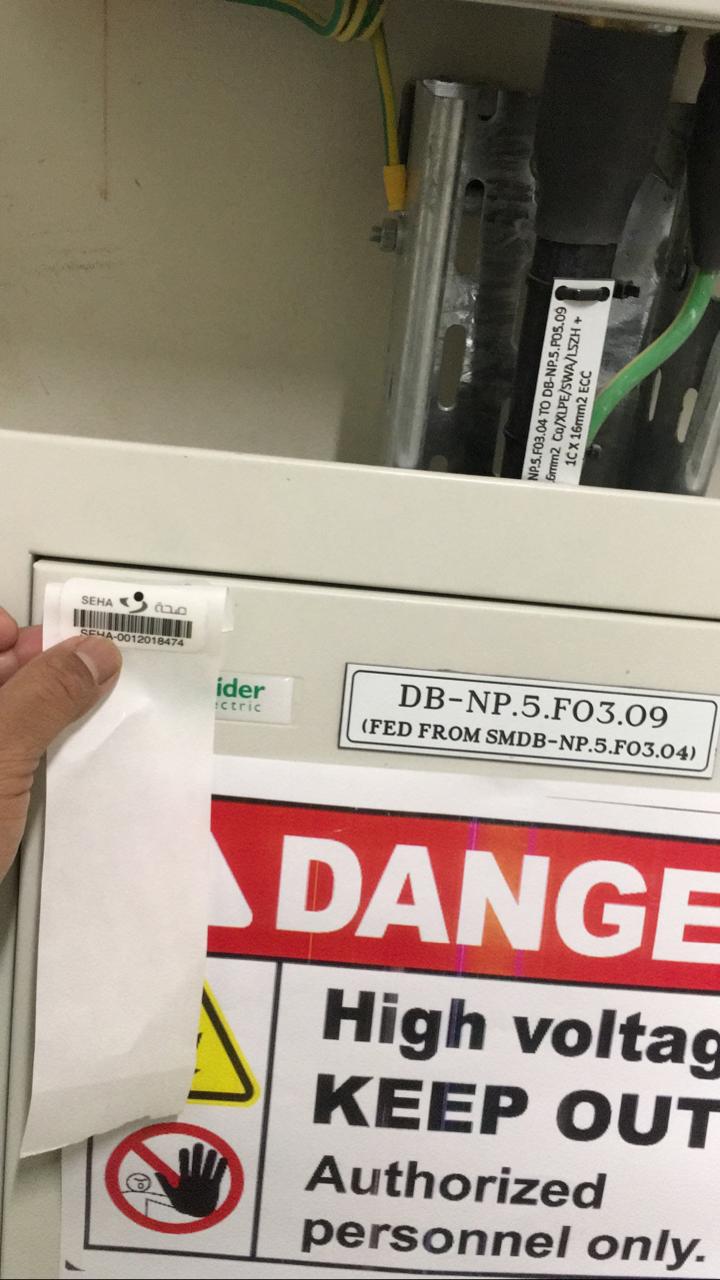 NP.5.F03.04 TO DB-NP.5.F05.09
6mm2 Cu/XLPE/SWA/LSZH +
1C X 16mm2 ECC
SEHA صحة
SEHA-0012018474
ider
ectric
DB-NP.5.F03.09
(FED FROM SMDB-NP.5.F03.04)
DANGE
High voltag
KEEP OUT
Authorized
personnel only.